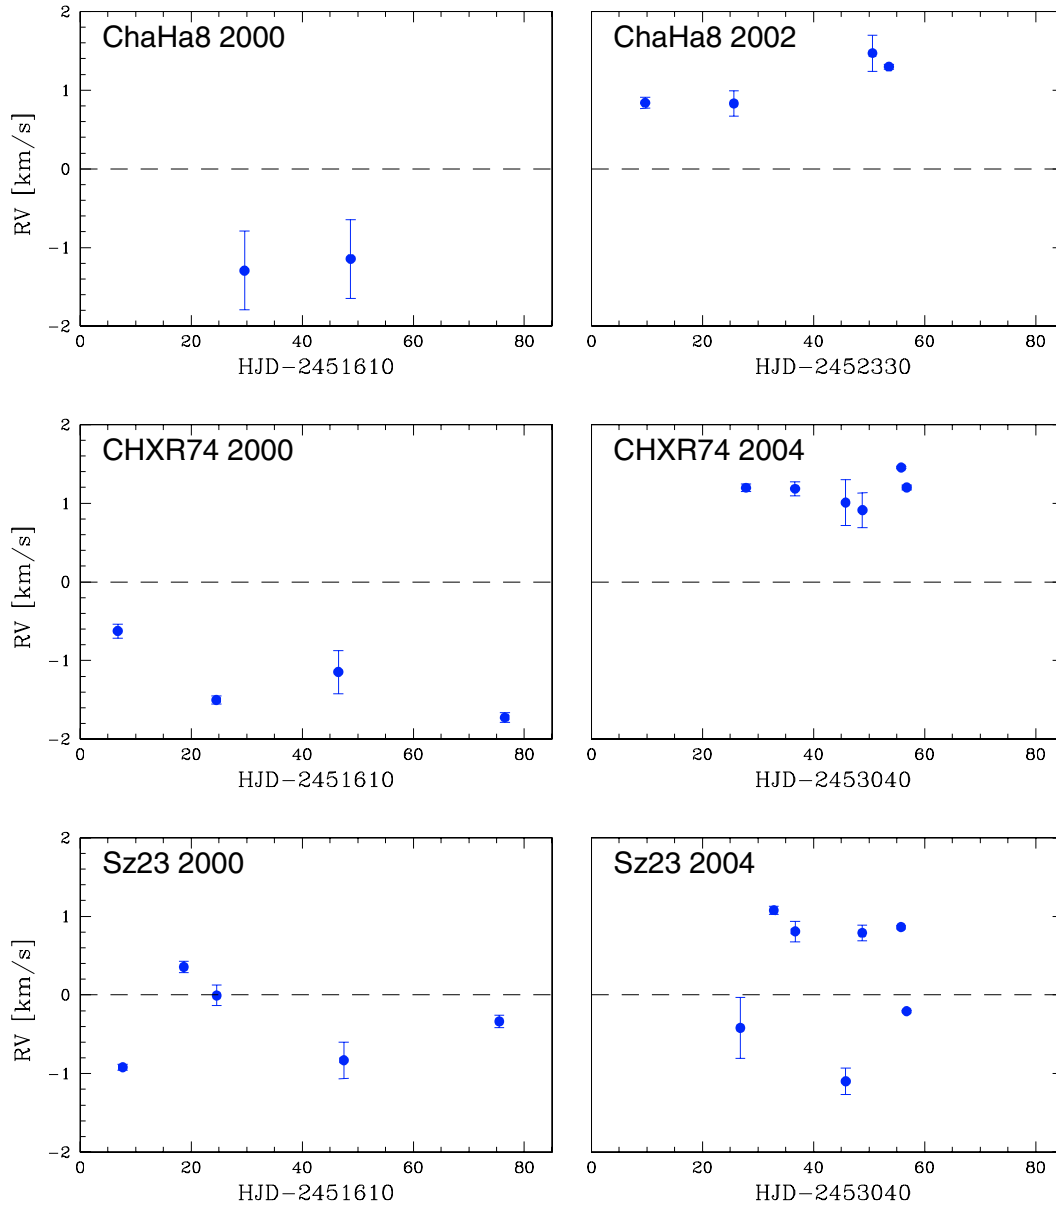 ChaHa8 2000
ChaHa8 2002
2
1
0
−1
−2
RV [km/s]
0 20 40 60 80
0 20 40 60 80
HJD−2451610
HJD−2452330
CHXR74 2000
CHXR74 2004
2
1
0
−1
−2
RV [km/s]
0 20 40 60 80
0 20 40 60 80
HJD−2451610
HJD−2453040
Sz23 2000
Sz23 2004
2
1
0
−1
−2
RV [km/s]
0 20 40 60 80
0 20 40 60 80
HJD−2451610
HJD−2453040